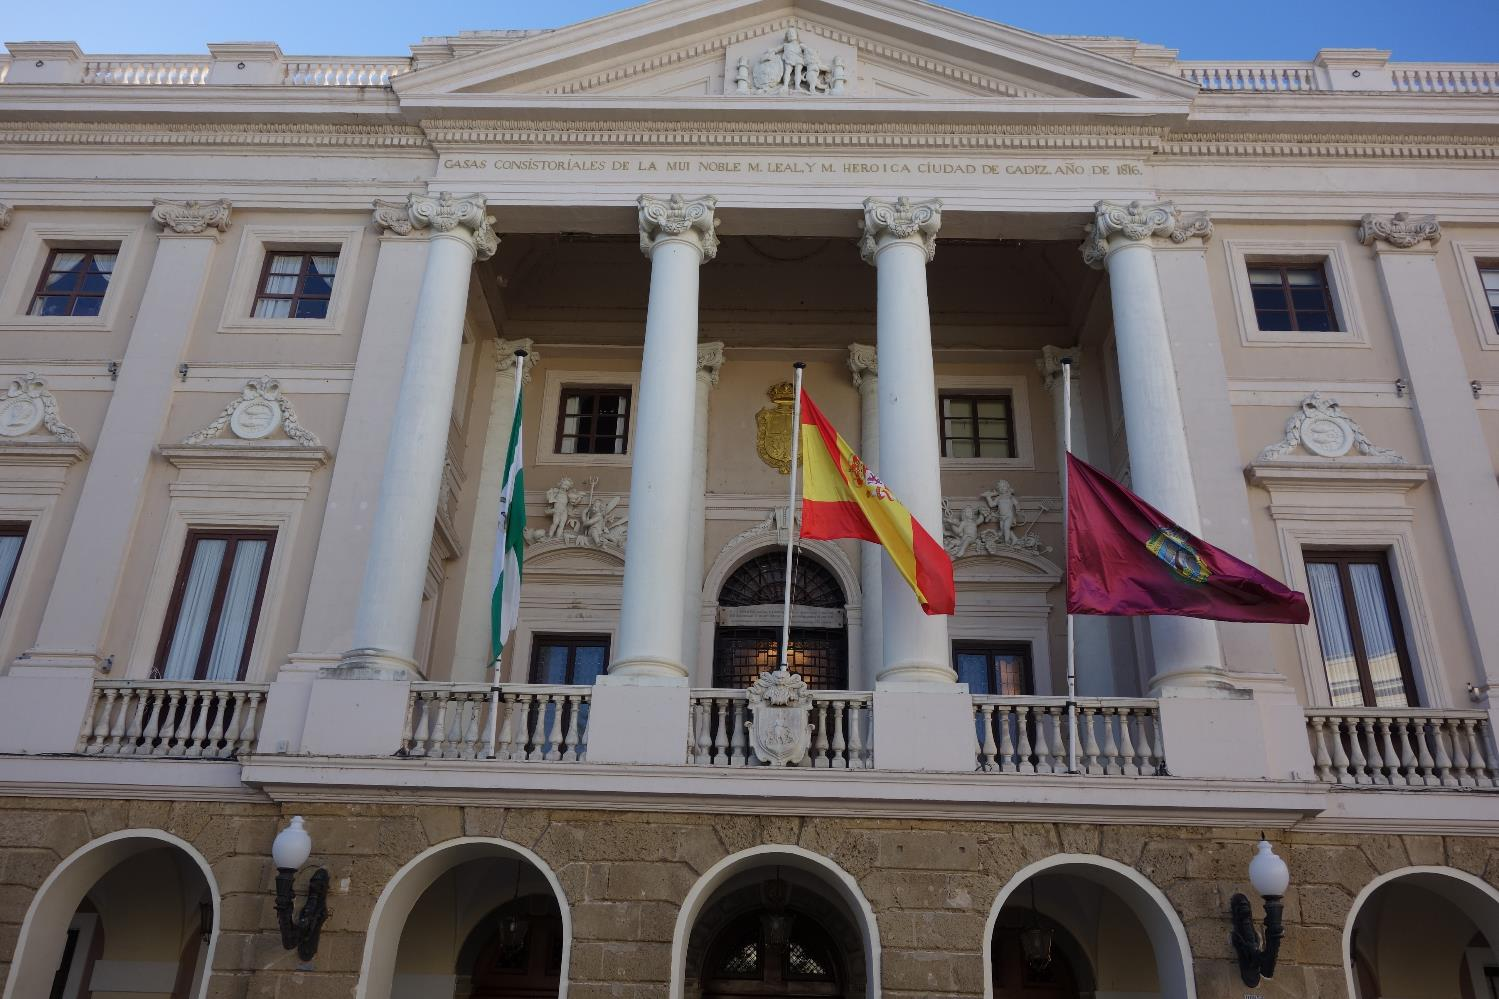 CASAS CONSISTORIALES DE LA MUI NOBLE M. LEAL, Y M. HEROICA CIUDAD DE CADIZ. AÑO DE 1816.